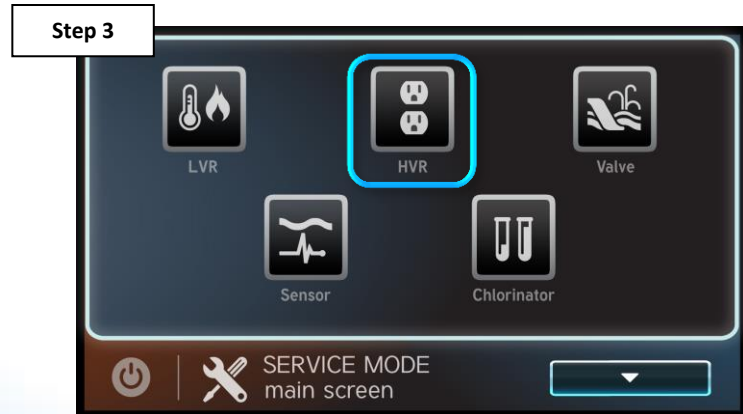 Step 3
LVR
HVR
Valve
Sensor
Chlorinator
SERVICE MODE
main screen